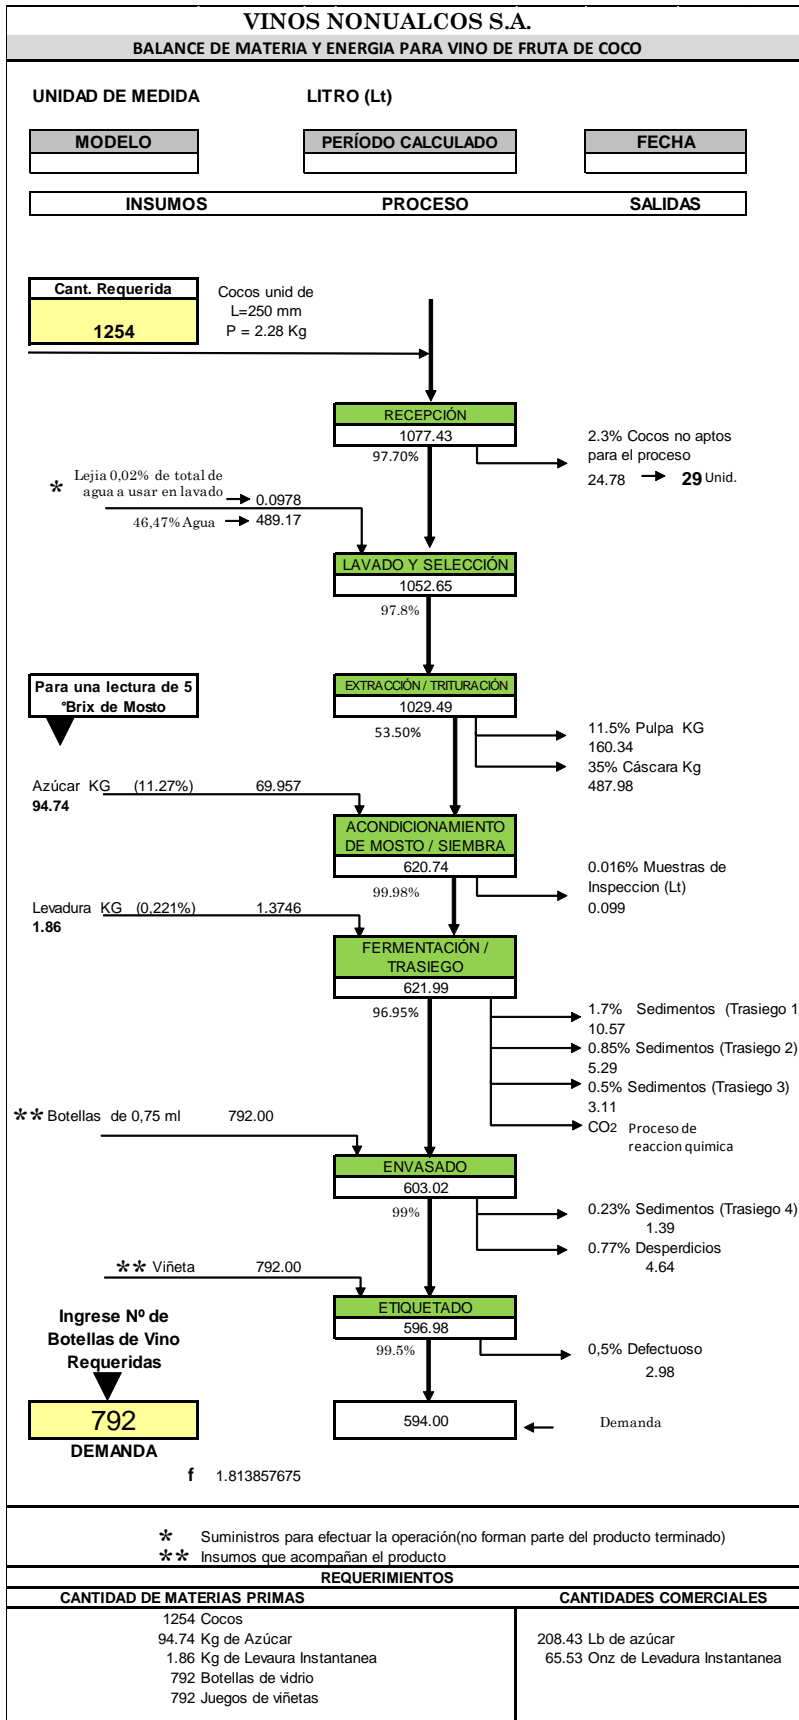 VINOS NONUALCOS S.A.
BALANCE DE MATERIA Y ENERGIA PARA VINO DE FRUTA DE COCO
UNIDAD DE MEDIDA LITRO (Lt)
MODELO PERÍODO CALCULADO FECHA
INSUMOS PROCESO SALIDAS
Cant. Requerida
1254
Cocos unid de
L=250 mm
P = 2.28 Kg
RECEPCIÓN
1077.43
97.70%
2.3% Cocos no aptos
para el proceso
24.78 29 Unid.
* Lejia 0,02% de total de
agua a usar en lavado 0.0978
46,47% Agua 489.17
LAVADO Y SELECCIÓN
1052.65
97.8%
Para una lectura de 5
°Brix de Mosto
EXTRACCIÓN / TRITURACIÓN
1029.49
53.50%
11.5% Pulpa KG
160.34
35% Cáscara Kg
487.98
Azúcar KG (11.27%) 69.957
94.74
ACONDICIONAMIENTO
DE MOSTO / SIEMBRA
620.74
99.98%
0.016% Muestras de
Inspeccion (Lt)
0.099
Levadura KG (0,221%) 1.3746
1.86
FERMENTACIÓN /
TRASIEGO
621.99
96.95%
1.7% Sedimentos (Trasiego 1
10.57
0.85% Sedimentos (Trasiego 2)
5.29
0.5% Sedimentos (Trasiego 3)
3.11
CO2 Proceso de
reaccion quimica
** Botellas de 0,75 ml 792.00
ENVASADO
603.02
99%
0.23% Sedimentos (Trasiego 4)
1.39
0.77% Desperdicios
4.64
** Viñeta 792.00
ETIQUETADO
596.98
99.5%
0,5% Defectuoso
2.98
Ingrese Nº de
Botellas de Vino
Requeridas
792
DEMANDA
594.00
Demanda
f 1.813857675
* Suministros para efectuar la operación(no forman parte del producto terminado)
** Insumos que acompañan el producto
REQUERIMIENTOS
CANTIDAD DE MATERIAS PRIMAS CANTIDADES COMERCIALES
1254 Cocos
94.74 Kg de Azúcar 208.43 Lb de azúcar
1.86 Kg de Levaura Instantanea 65.53 Onz de Levadura Instantanea
792 Botellas de vidrio
792 Juegos de viñetas